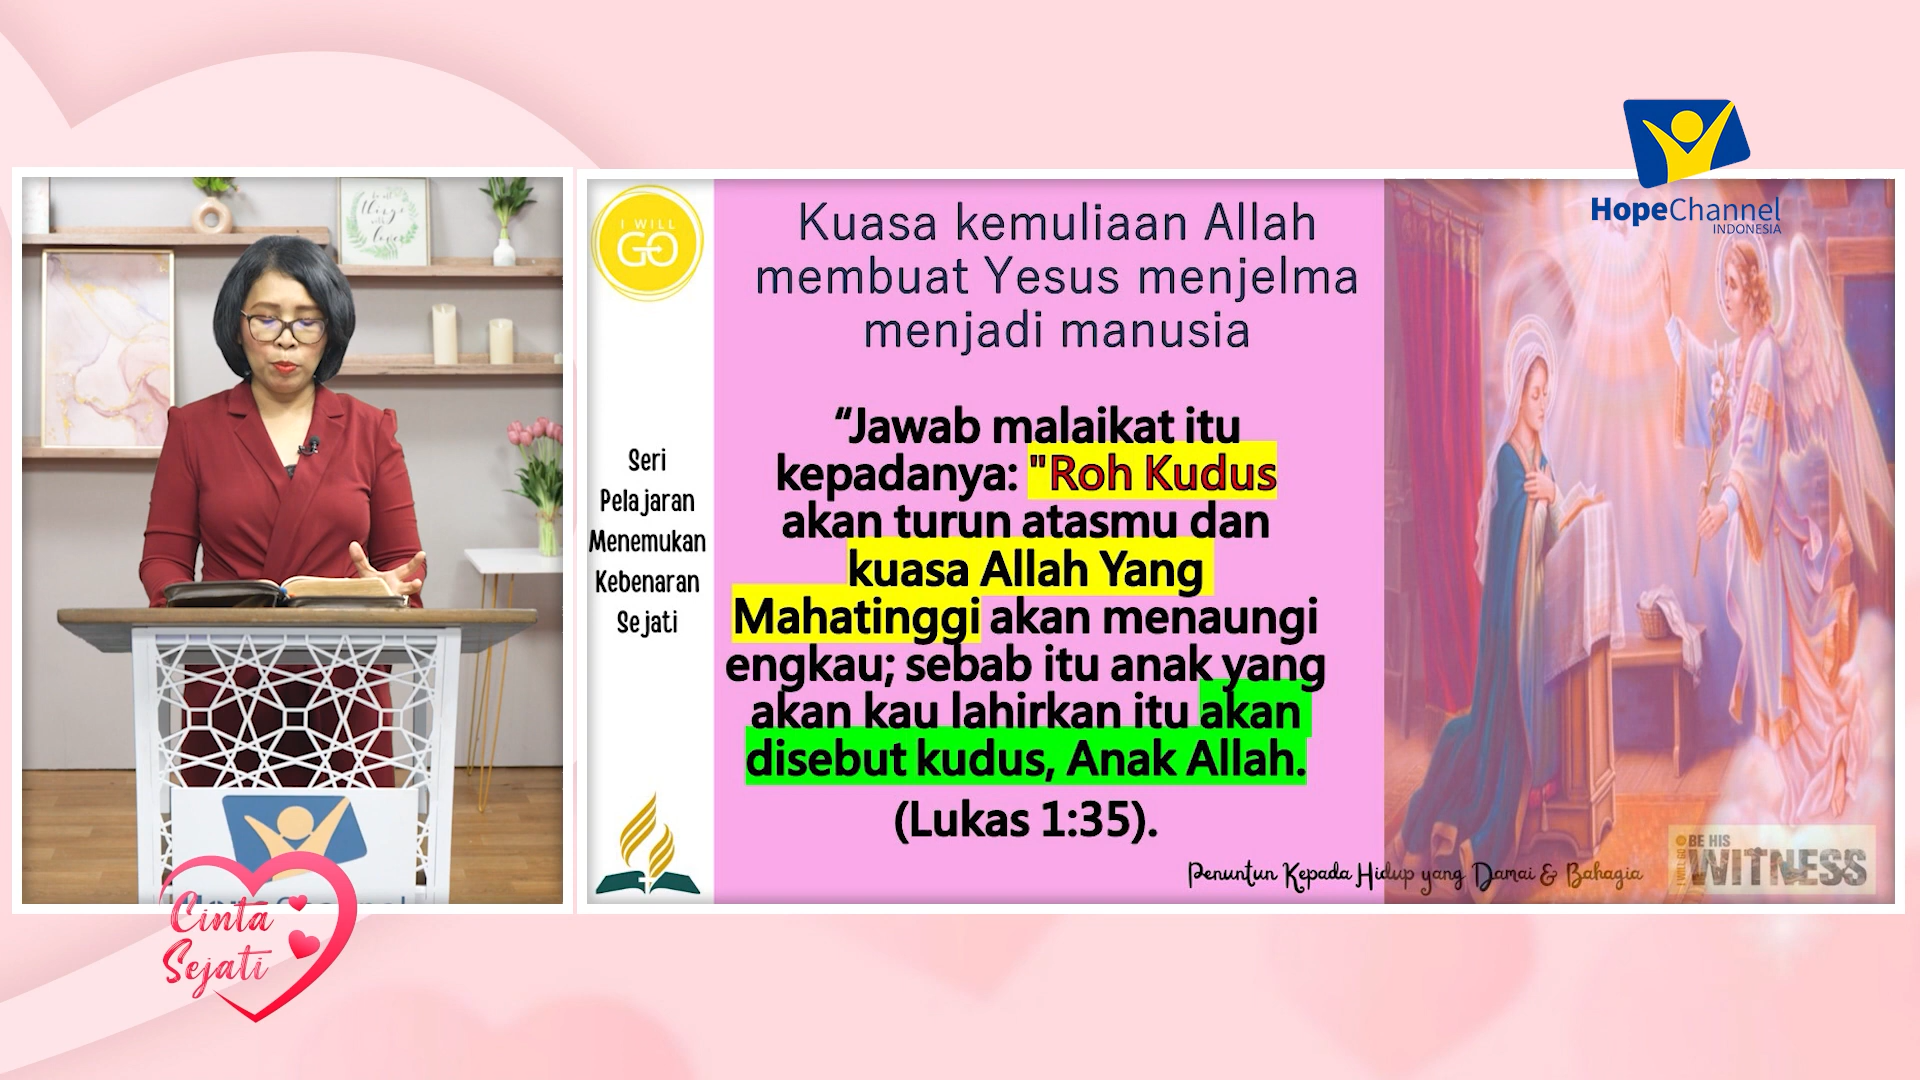 HopeChannel
INDONESIA
I WILL
GO
Seri
Pelajaran
Menemukan
Kebenaran
Sejati
Kuasa kemuliaan Allah
membuat Yesus menjelma
menjadi manusia
“Jawab malaikat itu
kepadanya: "Roh Kudus
akan turun atasmu dan
kuasa Allah Yang
Mahatinggi akan menaungi
engkau; sebab itu anak yang
akan kau lahirkan itu akan
disebut kudus, Anak Allah.
(Lukas 1:35).
Penuntun Kepada Hidup yang Damai & Bahagia
BE HIS
WITNESS
Cinta
Sejati